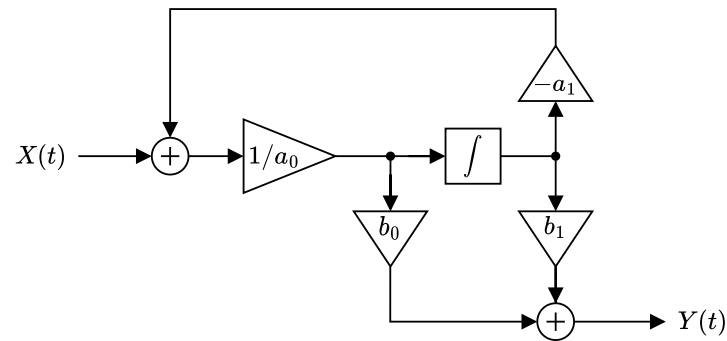 −a₁
X(t) + 1/a₀ ∫
b₀ b₁
+ Y(t)